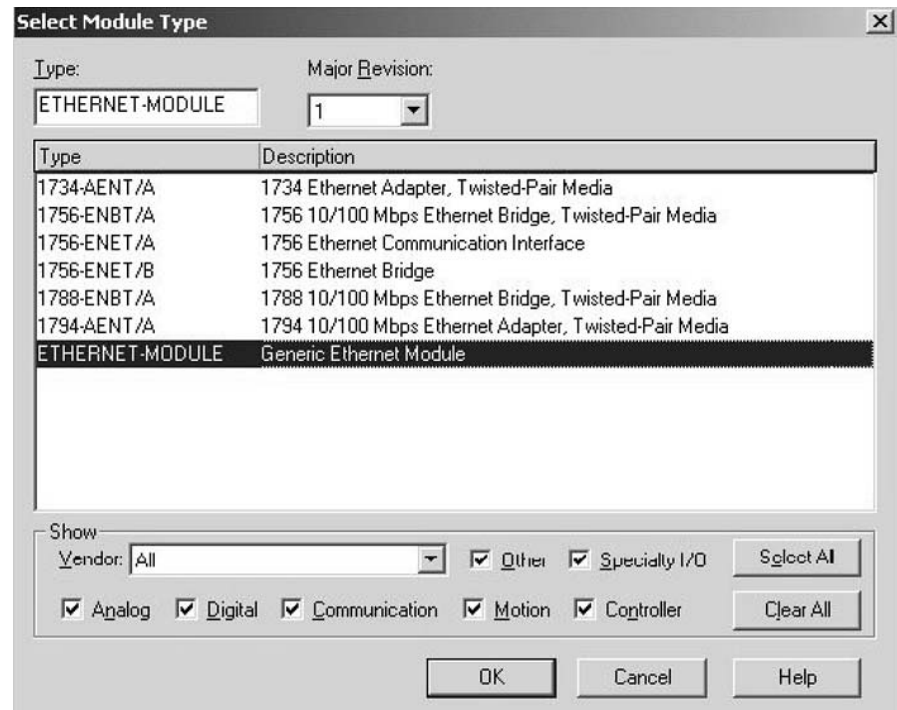 Select Module Type
Type: Major Revision:
ETHERNET-MODULE 1
Type Description
1734-AENT/A 1734 Ethernet Adapter, Twisted-Pair Media
1756-ENBT/A 1756 10/100 Mbps Ethernet Bridge, Twisted-Pair Media
1756-ENET/A 1756 Ethernet Communication Interface
1756-ENET/B 1756 Ethernet Bridge
1788-ENBT/A 1788 10/100 Mbps Ethernet Bridge, Twisted-Pair Media
1794-AENT/A 1794 10/100 Mbps Ethernet Adapter, Twisted-Pair Media
ETHERNET-MODULE Generic Ethernet Module
Show
Vendor: All Other Specialty I/O Select All
Analog Digital Communication Motion Controller Clear All
OK Cancel Help